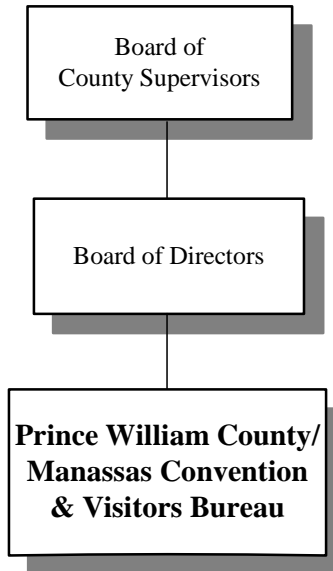 Board of
County Supervisors
Board of Directors
Prince William County/
Manassas Convention
& Visitors Bureau